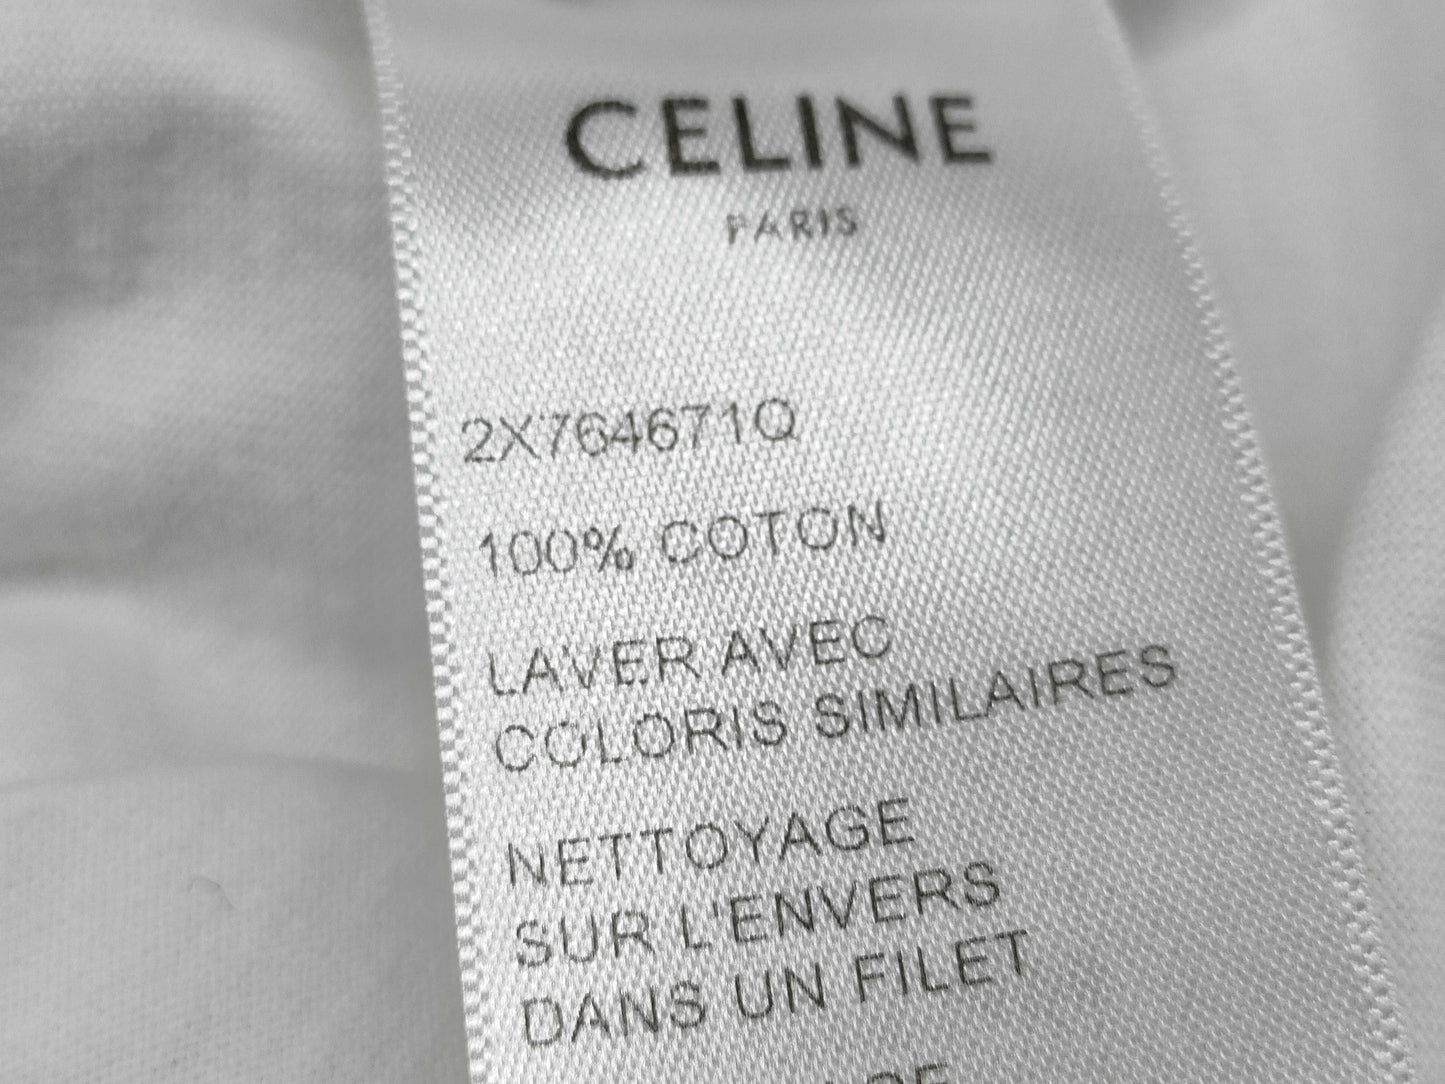 CELINE
PARIS
2X764671Q
100% COTON
LAVER AVEC
COLORIS SIMILAIRES
NETTOYAGE
SUR L'ENVERS
DANS UN FILET